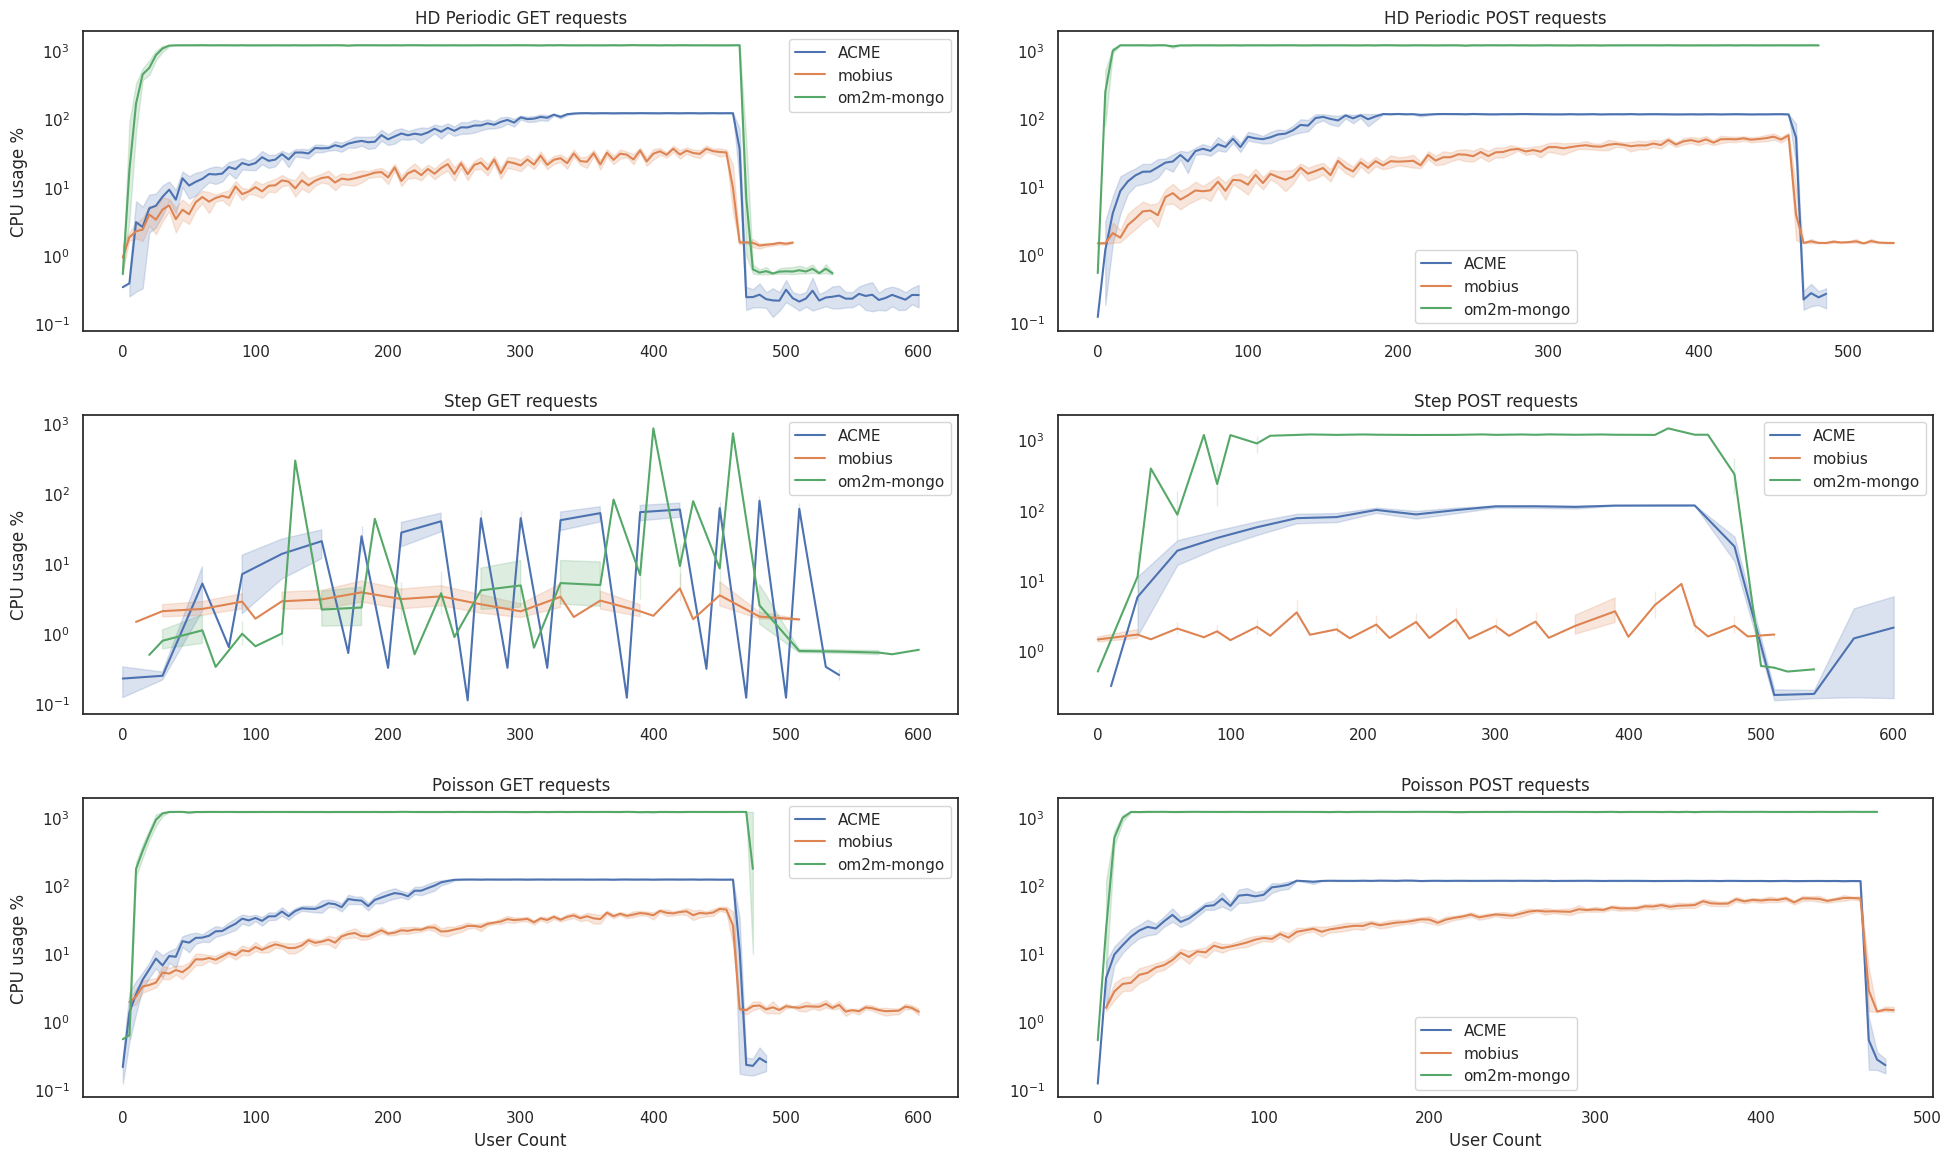 HD Periodic GET requests
CPU usage %
10³
10²
10¹
10⁰
10⁻¹
ACME
mobius
om2m-mongo
0 100 200 300 400 500 600
HD Periodic POST requests
10³
10²
10¹
10⁰
10⁻¹
ACME
mobius
om2m-mongo
0 100 200 300 400 500
Step GET requests
CPU usage %
10³
10²
10¹
10⁰
10⁻¹
ACME
mobius
om2m-mongo
0 100 200 300 400 500 600
Step POST requests
10³
10²
10¹
10⁰
ACME
mobius
om2m-mongo
0 100 200 300 400 500 600
Poisson GET requests
CPU usage %
10³
10²
10¹
10⁰
10⁻¹
ACME
mobius
om2m-mongo
0 100 200 300 400 500 600
User Count
Poisson POST requests
10³
10²
10¹
10⁰
10⁻¹
ACME
mobius
om2m-mongo
0 100 200 300 400 500
User Count